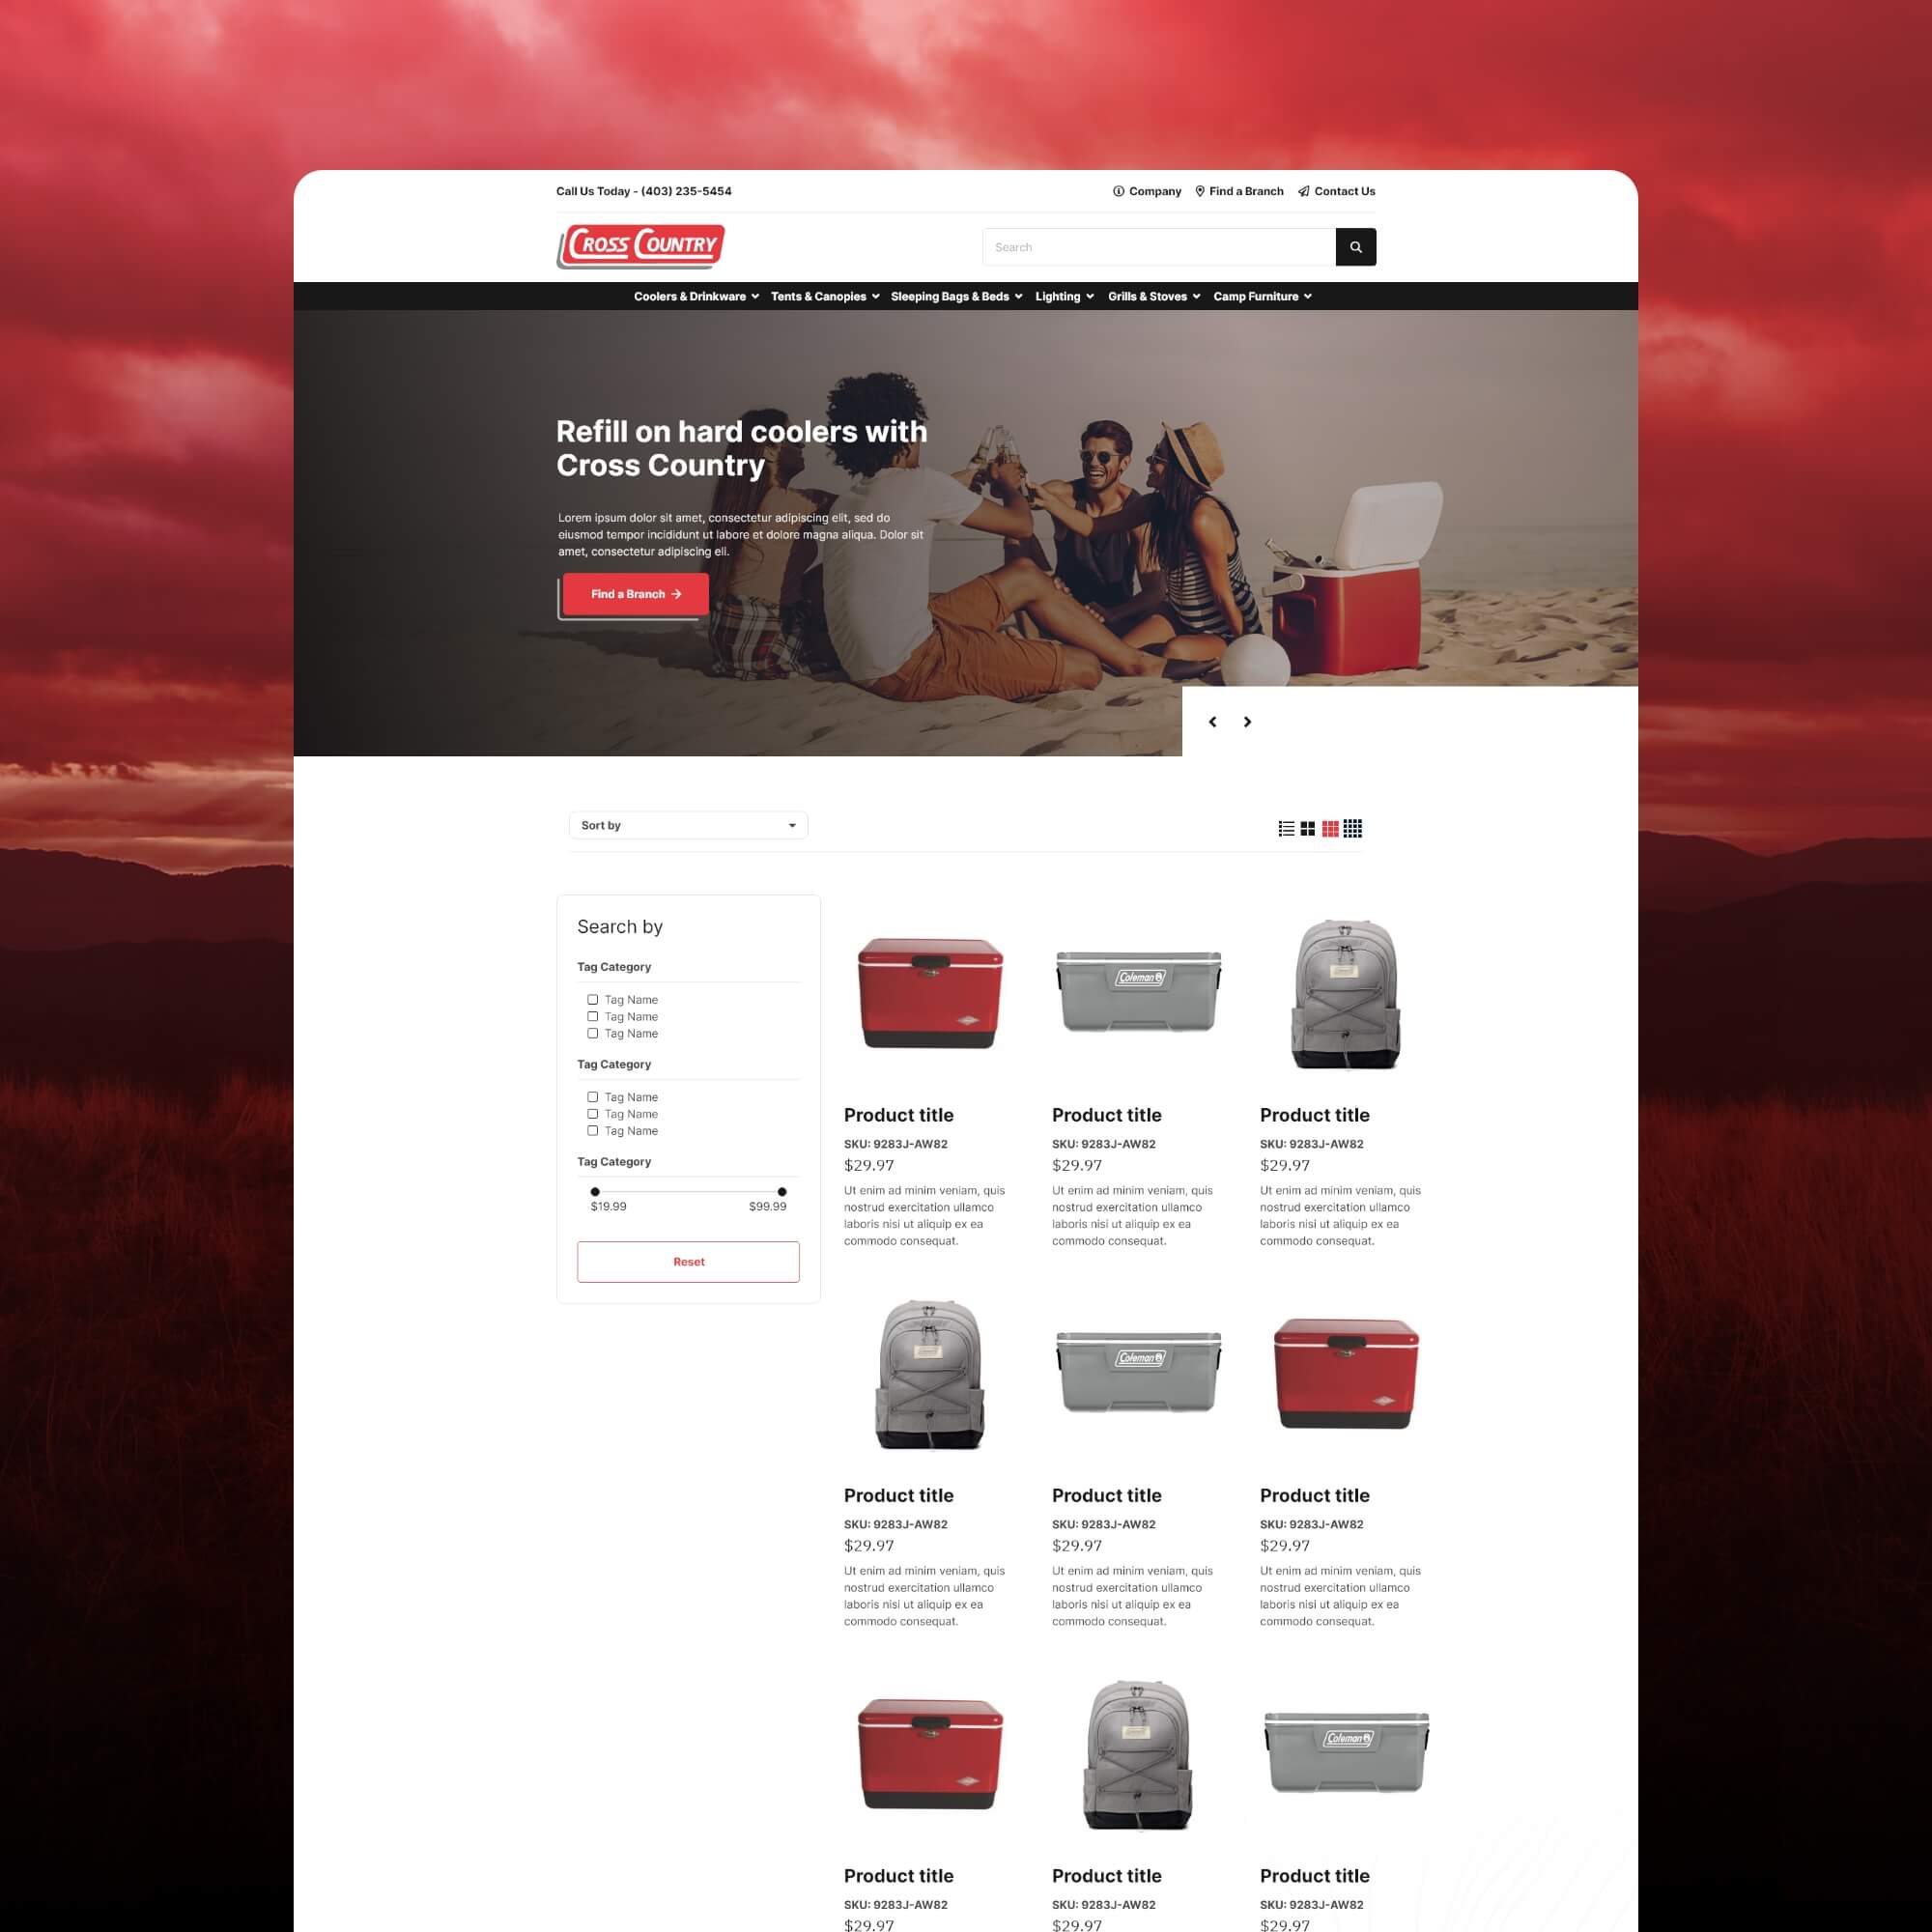 Call Us Today - (403) 235-5454
Company
Find a Branch
Contact Us
CROSS COUNTRY
Search
Coolers & Drinkware
Tents & Canopies
Sleeping Bags & Beds
Lighting
Grills & Stoves
Camp Furniture
Refill on hard coolers with
Cross Country
Lorem ipsum dolor sit amet, consectetur adipiscing elit, sed do
eiusmod tempor incididunt ut labore et dolore magna aliqua. Dolor sit
amet, consectetur adipiscing eli.
Find a Branch
Sort by
Search by
Tag Category
Tag Name
Tag Name
Tag Name
Tag Category
Tag Name
Tag Name
Tag Name
Tag Category
$19.99 $99.99
Reset
Coleman
Product title
SKU: 9283J-AW82
$29.97
Ut enim ad minim veniam, quis
nostrud exercitation ullamco
laboris nisi ut aliquip ex ea
commodo consequat.
Product title
SKU: 9283J-AW82
$29.97
Ut enim ad minim veniam, quis
nostrud exercitation ullamco
laboris nisi ut aliquip ex ea
commodo consequat.
Product title
SKU: 9283J-AW82
$29.97
Ut enim ad minim veniam, quis
nostrud exercitation ullamco
laboris nisi ut aliquip ex ea
commodo consequat.
Coleman
Product title
SKU: 9283J-AW82
$29.97
Ut enim ad minim veniam, quis
nostrud exercitation ullamco
laboris nisi ut aliquip ex ea
commodo consequat.
Product title
SKU: 9283J-AW82
$29.97
Ut enim ad minim veniam, quis
nostrud exercitation ullamco
laboris nisi ut aliquip ex ea
commodo consequat.
Product title
SKU: 9283J-AW82
$29.97
Ut enim ad minim veniam, quis
nostrud exercitation ullamco
laboris nisi ut aliquip ex ea
commodo consequat.
Coleman
Product title
SKU: 9283J-AW82
$29.97
Product title
SKU: 9283J-AW82
$29.97
Product title
SKU: 9283J-AW82
$29.97